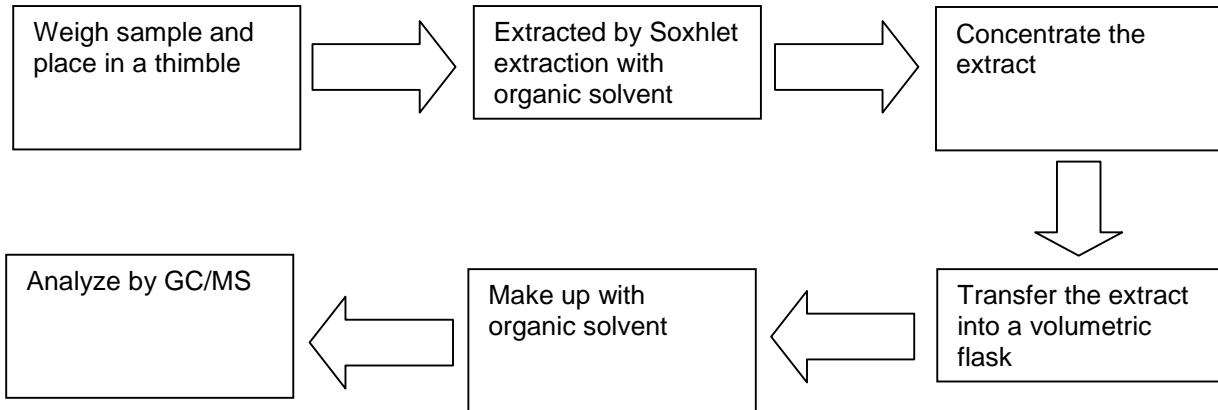 Weigh sample and
place in a thimble
Extracted by Soxhlet
extraction with
organic solvent
Concentrate the
extract
Transfer the extract
into a volumetric
flask
Make up with
organic solvent
Analyze by GC/MS